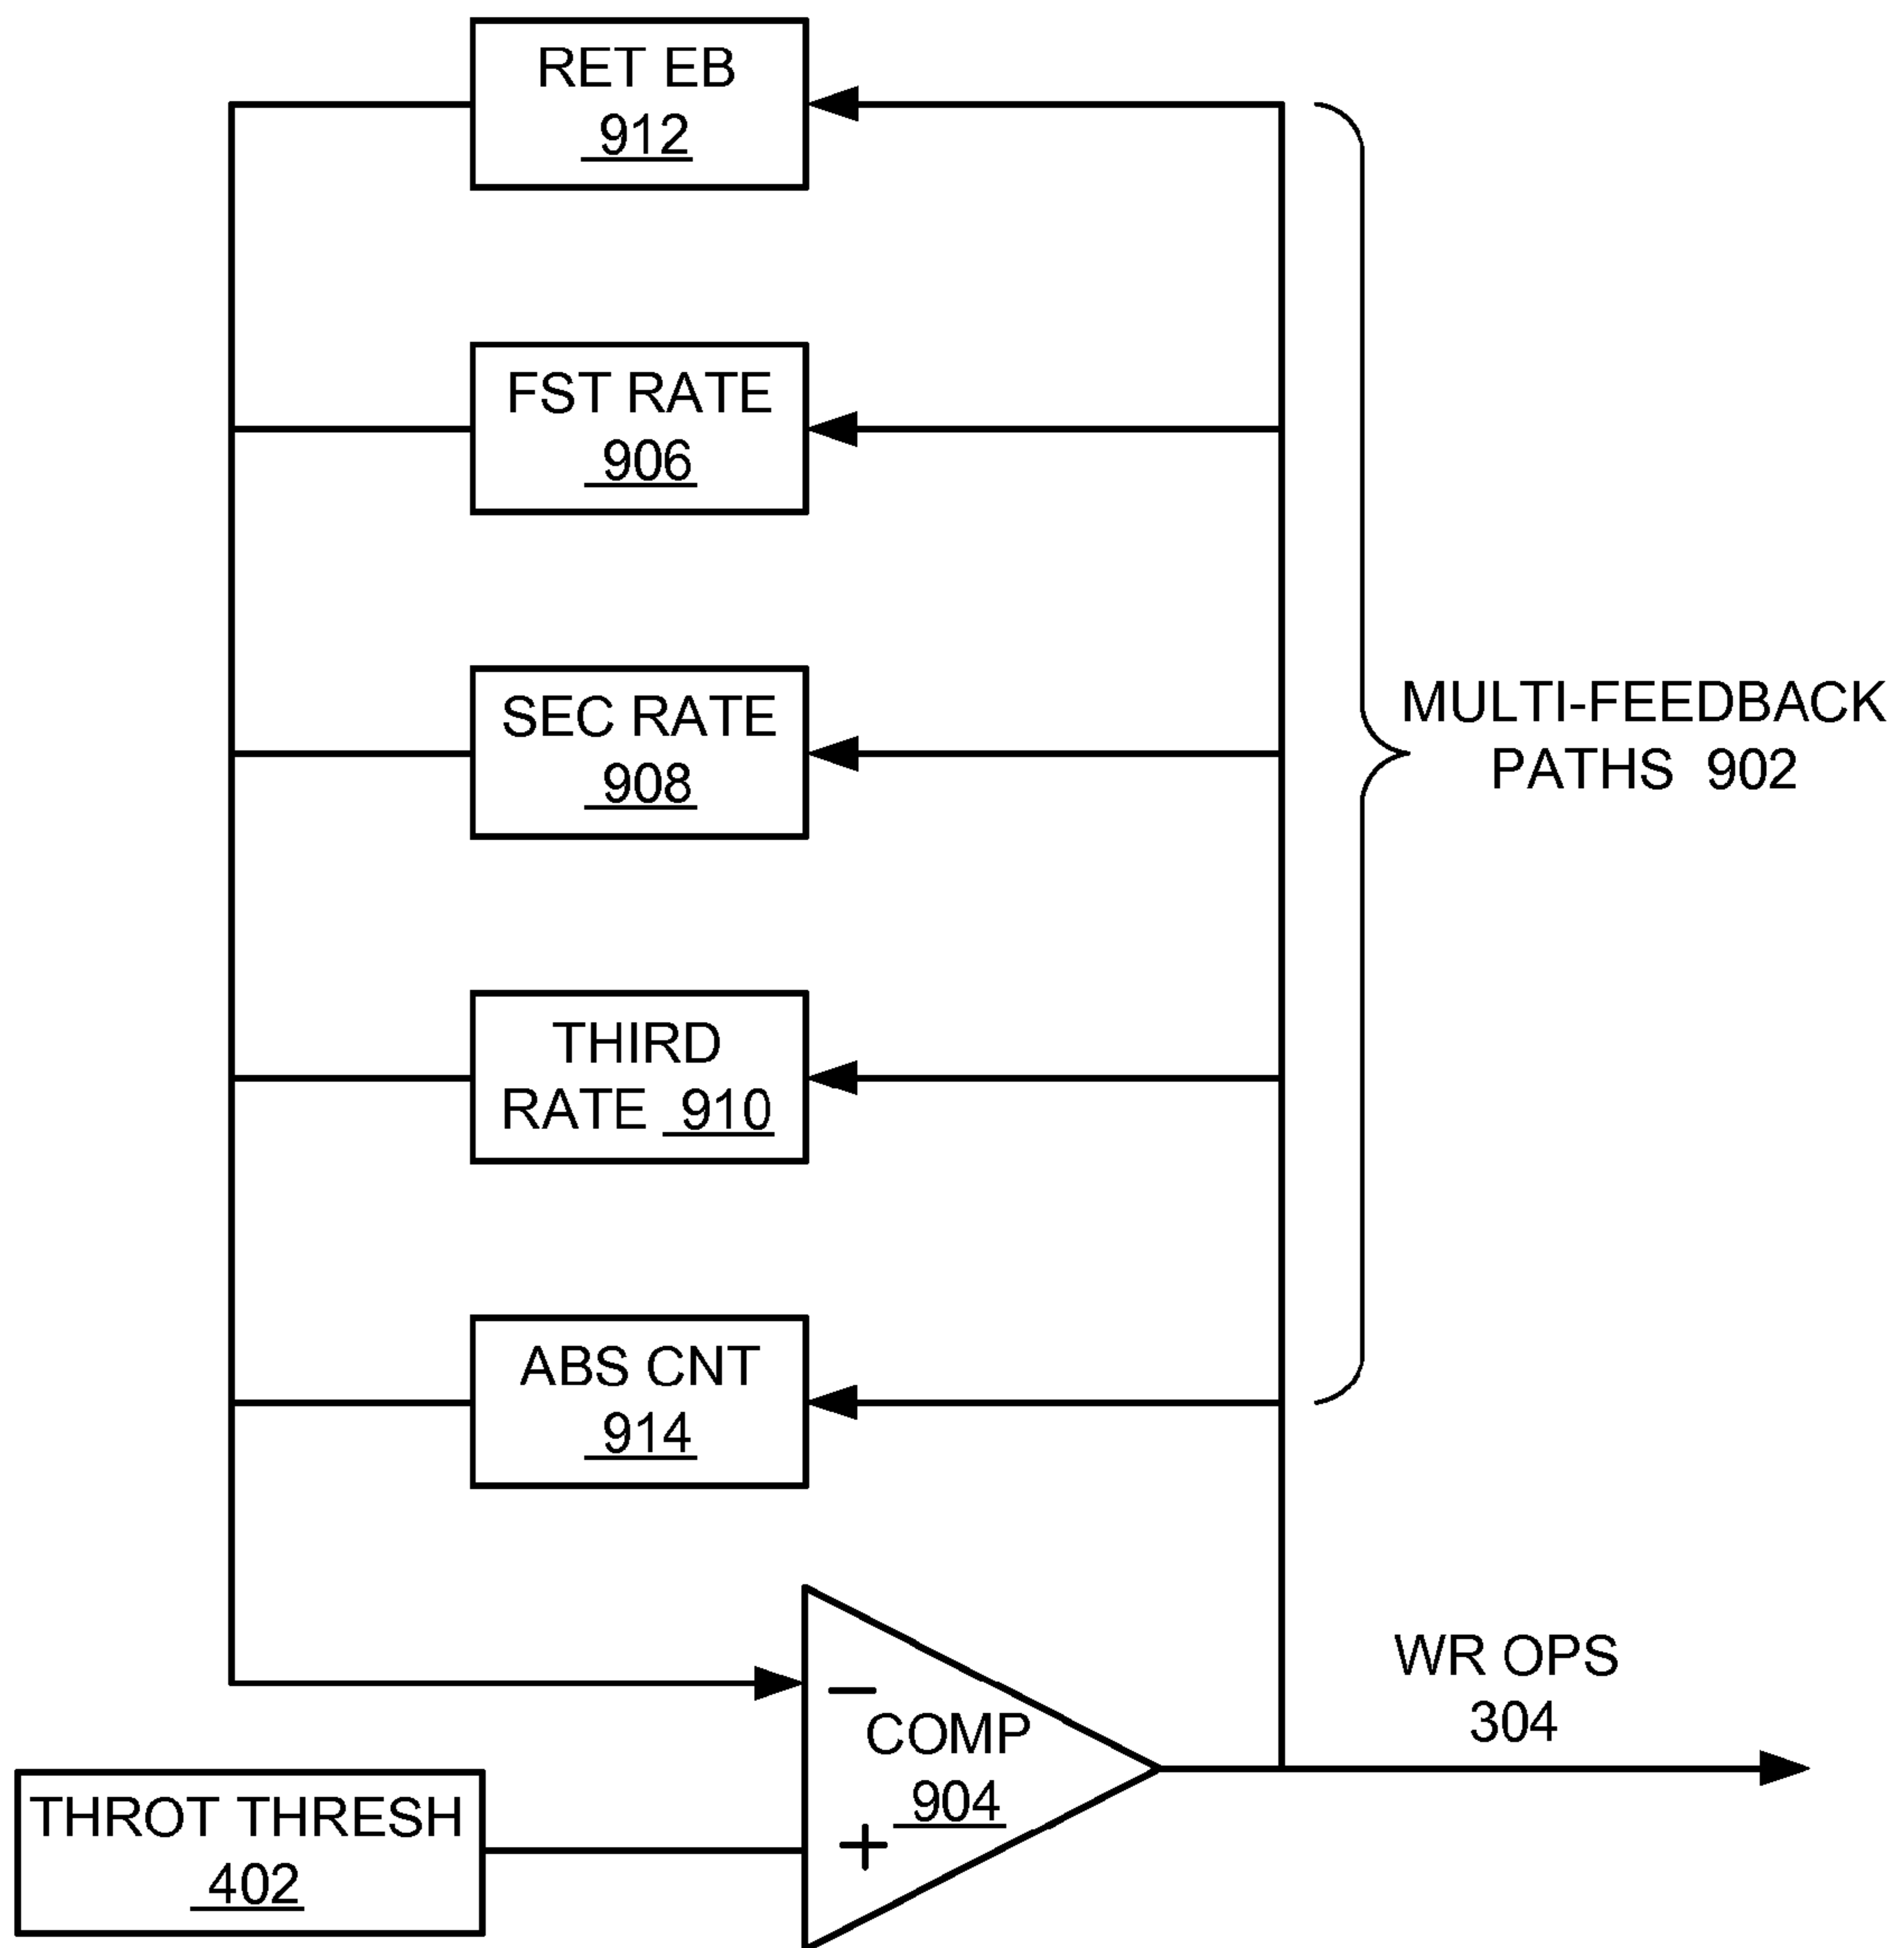 RET EB
912
FST RATE
906
SEC RATE
908
MULTI-FEEDBACK
PATHS 902
THIRD
RATE 910
ABS CNT
914
WR OPS
304
−
COMP
904
+
THROT THRESH
402